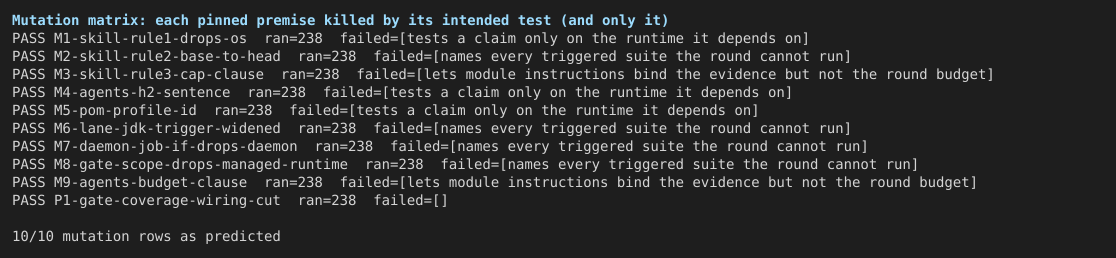 Mutation matrix: each pinned premise killed by its intended test (and only it)
PASS M1-skill-rule1-drops-os  ran=238  failed=[tests a claim only on the runtime it depends on]
PASS M2-skill-rule2-base-to-head  ran=238  failed=[names every triggered suite the round cannot run]
PASS M3-skill-rule3-cap-clause  ran=238  failed=[lets module instructions bind the evidence but not the round budget]
PASS M4-agents-h2-sentence  ran=238  failed=[tests a claim only on the runtime it depends on]
PASS M5-pom-profile-id  ran=238  failed=[tests a claim only on the runtime it depends on]
PASS M6-lane-jdk-trigger-widened  ran=238  failed=[names every triggered suite the round cannot run]
PASS M7-daemon-job-if-drops-daemon  ran=238  failed=[names every triggered suite the round cannot run]
PASS M8-gate-scope-drops-managed-runtime  ran=238  failed=[names every triggered suite the round cannot run]
PASS M9-agents-budget-clause  ran=238  failed=[lets module instructions bind the evidence but not the round budget]
PASS P1-gate-coverage-wiring-cut  ran=238  failed=[]
10/10 mutation rows as predicted